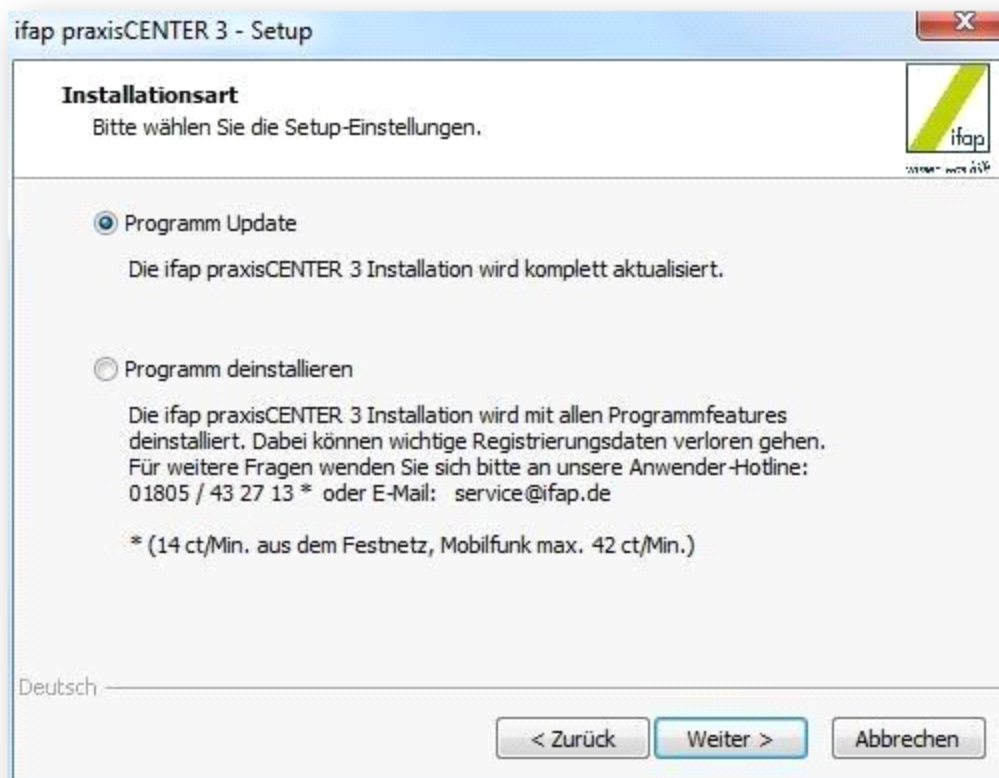 ifap praxisCENTER 3 - Setup
Installationsart
Bitte wählen Sie die Setup-Einstellungen.
ifap
wissen was hilft
Programm Update
Die ifap praxisCENTER 3 Installation wird komplett aktualisiert.
Programm deinstallieren
Die ifap praxisCENTER 3 Installation wird mit allen Programmfeatures
deinstalliert. Dabei können wichtige Registrierungsdaten verloren gehen.
Für weitere Fragen wenden Sie sich bitte an unsere Anwender-Hotline:
01805 / 43 27 13 * oder E-Mail: service@ifap.de
* (14 ct/Min. aus dem Festnetz, Mobilfunk max. 42 ct/Min.)
Deutsch
< Zurück
Weiter >
Abbrechen